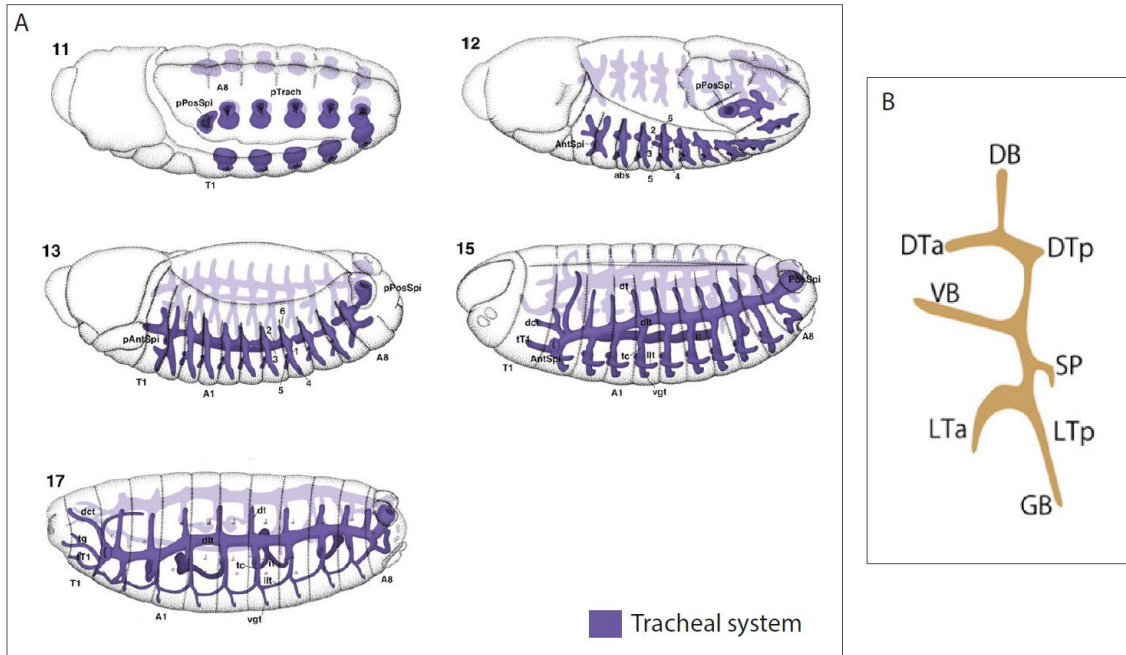 A
11
A8
pTrach
pPosSpi
T1
12
pPosSpi
6
AntSpi
2
1
3
abs
5
4
13
pPosSpi
6
1
2
pAntSpi
1
3
T1
A1
5
4
A8
15
PosSpi
dt
dct
dlt
tT1
AntSpi
tc
llt
A8
T1
A1
vgt
17
dct
dt
tg
dlt
tT1
tc
llt
T1
A8
A1
vgt
Tracheal system
B
DB
DTa
DTp
VB
SP
LTa
LTp
GB